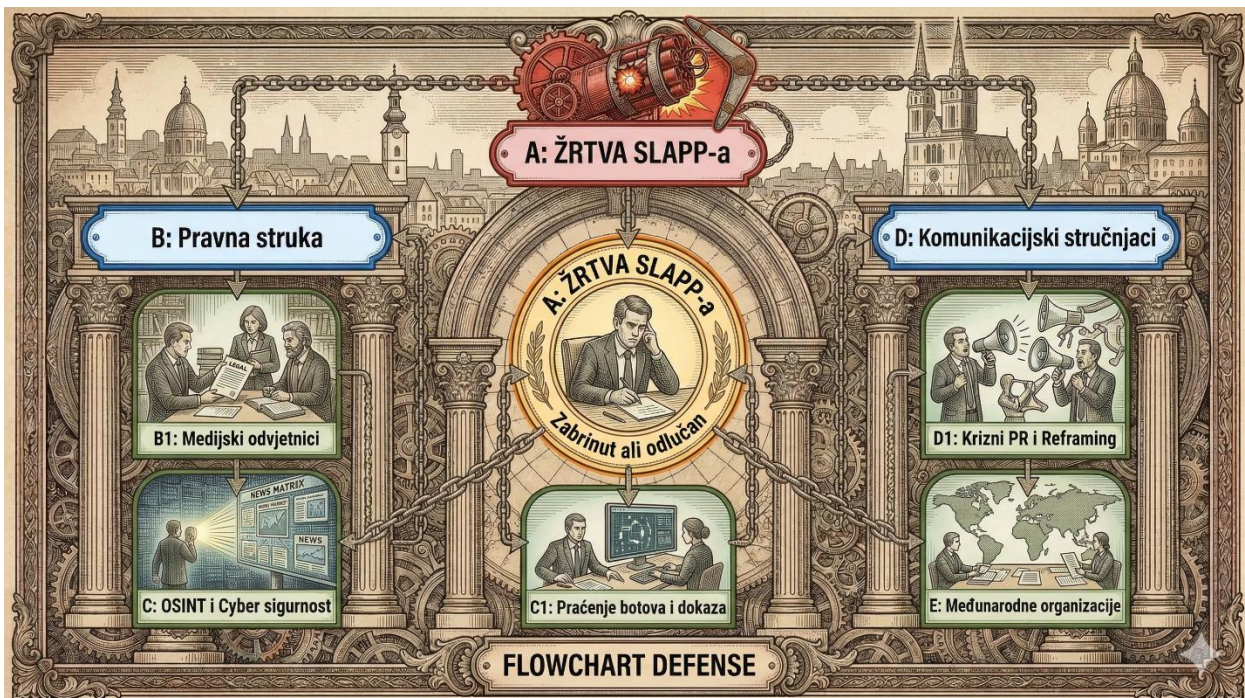 A: ŽRTVA SLAPP-a
B: Pravna struka
D: Komunikacijski stručnjaci
A: ŽRTVA SLAPP-a
Zabrinut ali odlučan
LEGAL
B1: Medijski odvjetnici
D1: Krizni PR i Reframing
NEWS MATRIX
NEWS
C: OSINT i Cyber sigurnost
C1: Praćenje botova i dokaza
E: Međunarodne organizacije
FLOWCHART DEFENSE